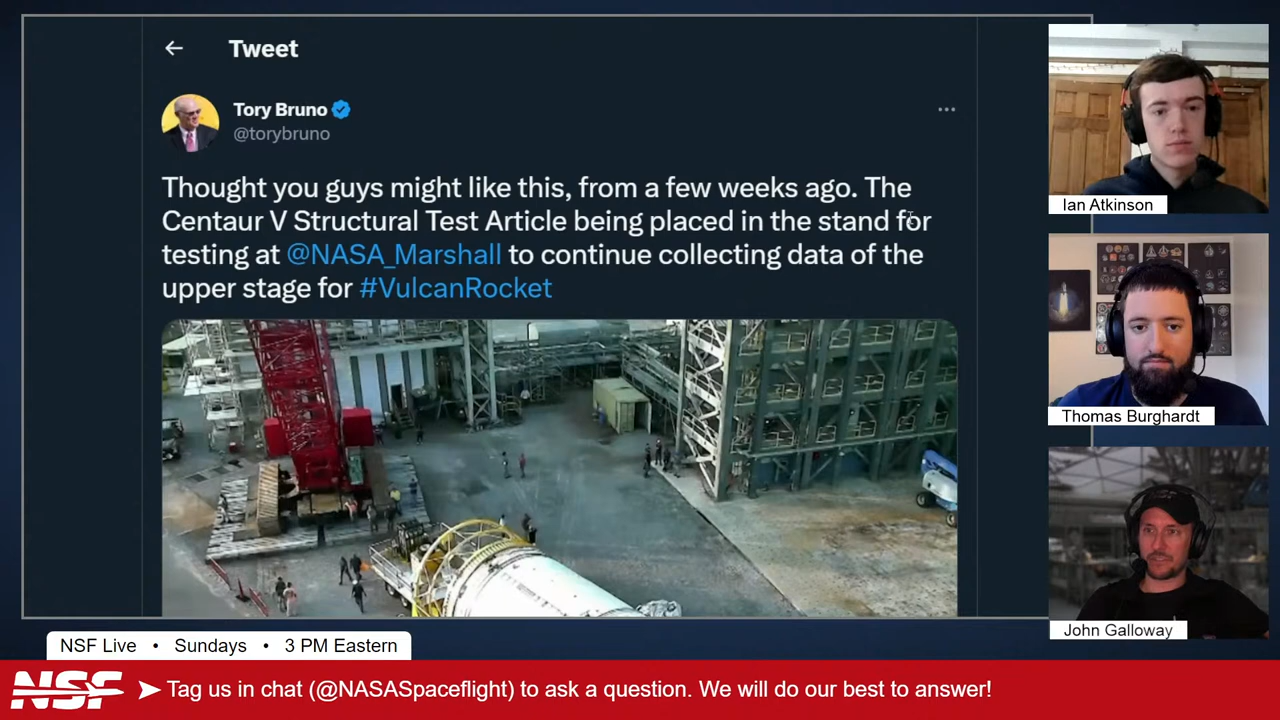 Tweet
Tory Bruno
@torybruno
Thought you guys might like this, from a few weeks ago. The
Centaur V Structural Test Article being placed in the stand for
testing at @NASA_Marshall to continue collecting data of the
upper stage for #VulcanRocket
Ian Atkinson
Thomas Burghardt
John Galloway
NSF Live • Sundays • 3 PM Eastern
NSF
Tag us in chat (@NASASpaceflight) to ask a question. We will do our best to answer!